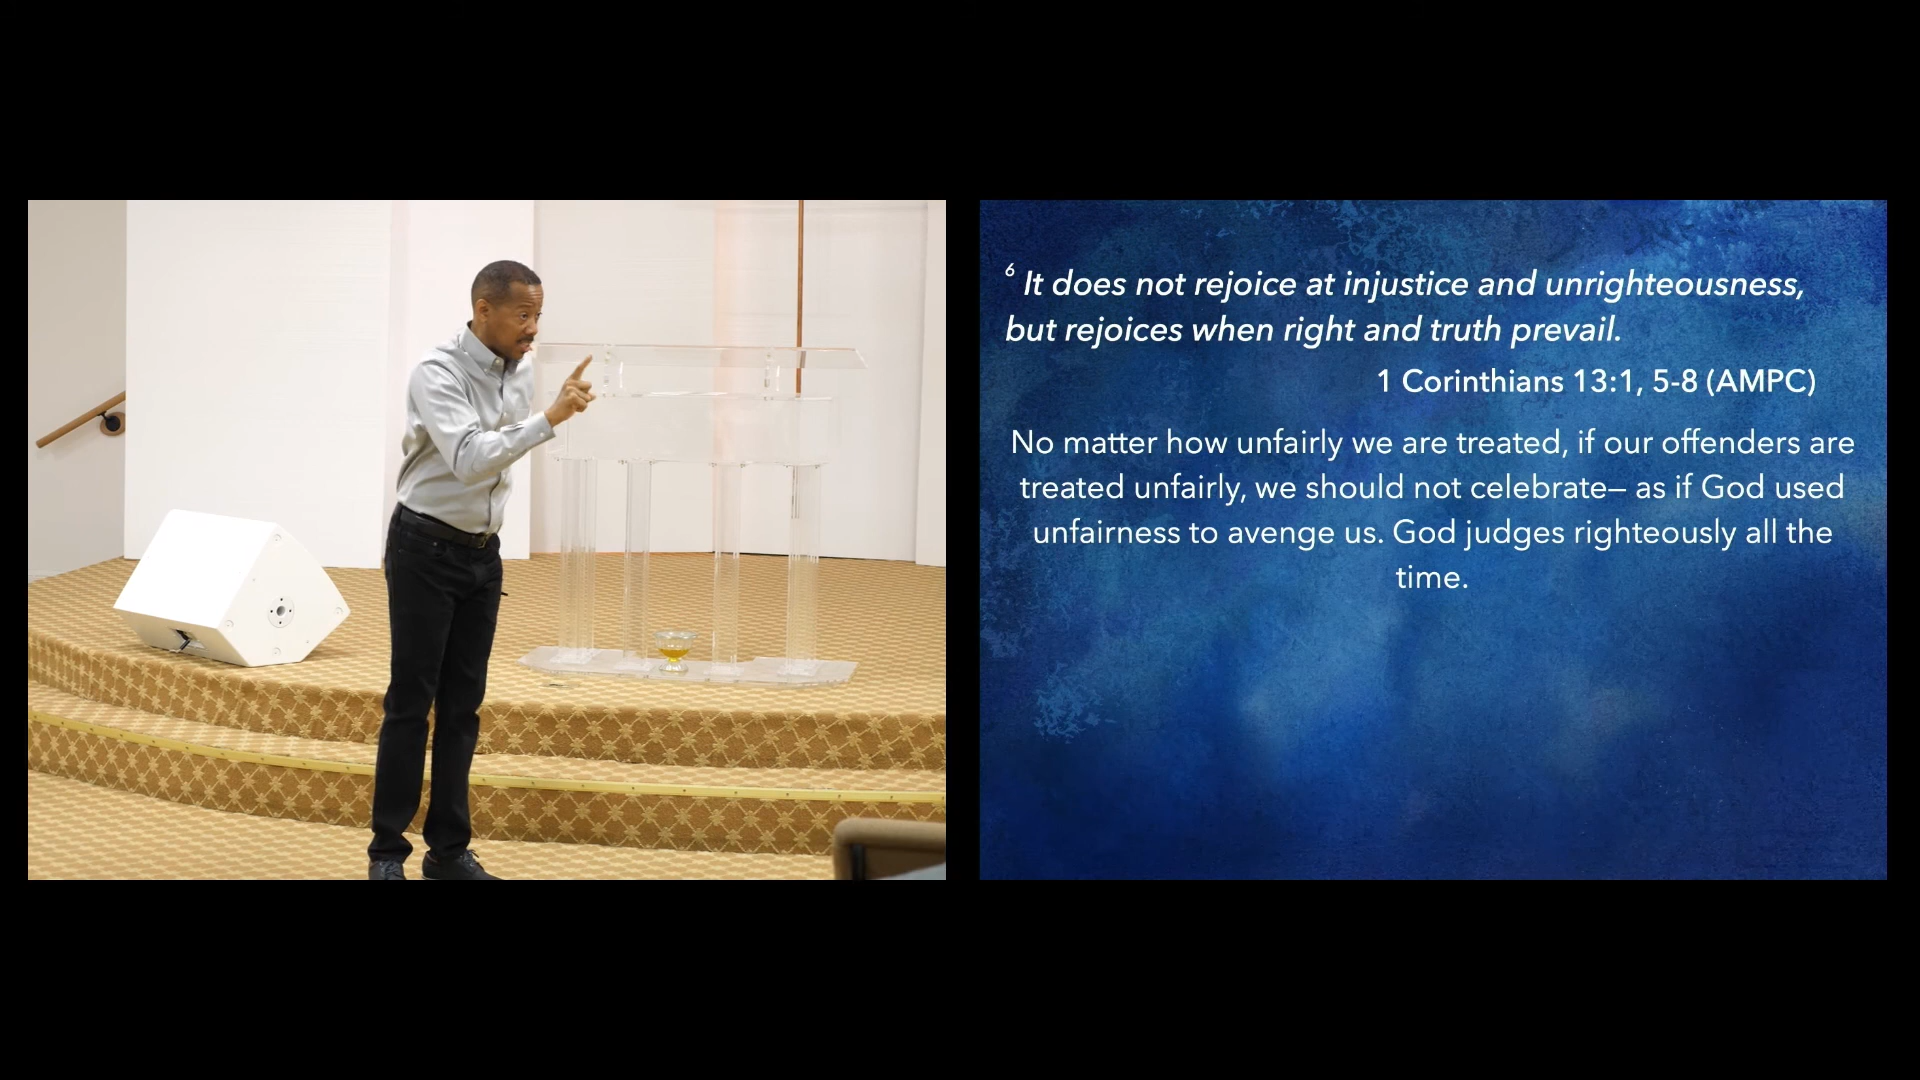 6 It does not rejoice at injustice and unrighteousness,
but rejoices when right and truth prevail.
1 Corinthians 13:1, 5-8 (AMPC)
No matter how unfairly we are treated, if our offenders are
treated unfairly, we should not celebrate– as if God used
unfairness to avenge us. God judges righteously all the
time.